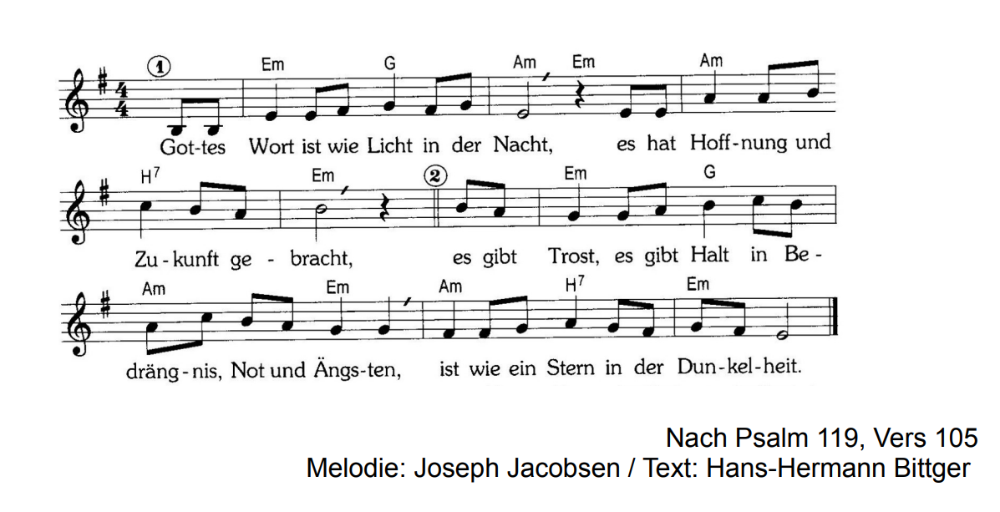 ① Em G Am Em Am
4 4
Got-tes Wort ist wie Licht in der Nacht, es hat Hoff-nung und
H7 Em ② Em G
Zu-kunft ge - bracht, es gibt Trost, es gibt Halt in Be -
Am Em Am H7 Em
dräng-nis, Not und Ängs-ten, ist wie ein Stern in der Dun-kel-heit.
Nach Psalm 119, Vers 105
Melodie: Joseph Jacobsen / Text: Hans-Hermann Bittger